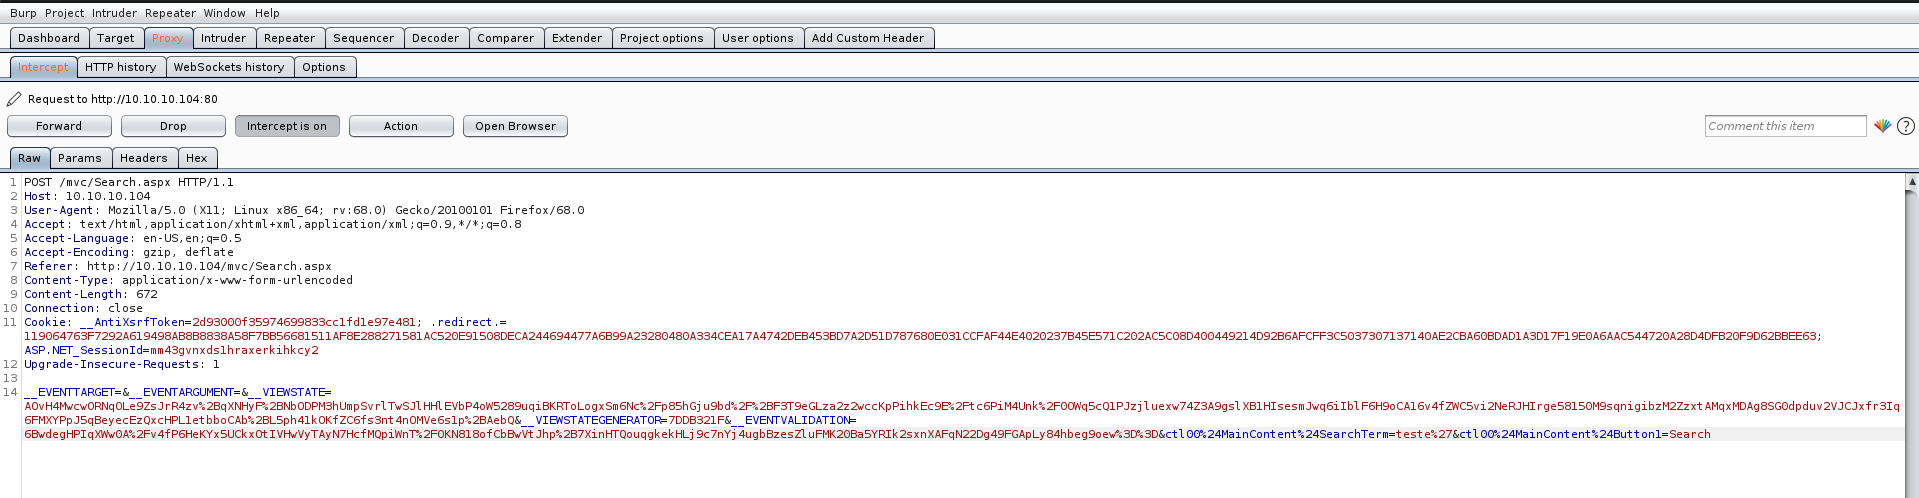 Burp Project Intruder Repeater Window Help
Dashboard Target Proxy Intruder Repeater Sequencer Decoder Comparer Extender Project options User options Add Custom Header
Intercept HTTP history WebSockets history Options
Request to http://10.10.10.104:80
Forward Drop Intercept is on Action Open Browser Comment this item ?
Raw Params Headers Hex
1 POST /mvc/Search.aspx HTTP/1.1
2 Host: 10.10.10.104
3 User-Agent: Mozilla/5.0 (X11; Linux x86_64; rv:68.0) Gecko/20100101 Firefox/68.0
4 Accept: text/html,application/xhtml+xml,application/xml;q=0.9,*/*;q=0.8
5 Accept-Language: en-US,en;q=0.5
6 Accept-Encoding: gzip, deflate
7 Referer: http://10.10.10.104/mvc/Search.aspx
8 Content-Type: application/x-www-form-urlencoded
9 Content-Length: 672
10 Connection: close
11 Cookie: __AntiXsrfToken=2d93000f35974699833cc1fd1e97e481; .redirect.=
119064763F7292A619498AB8B8838A58F7BB56681511AF8E288271581AC520E91508DECA244694477A6B99A23280480A334CEA17A4742DEB453BD7A2D51D787680E031CCFAF44E4020237B45E571C202AC5C08D400449214D92B6AFCFF3C5037307137140AE2CBA60BDAD1A3D17F19E0A6AAC544720A28D4DFB20F9D62BBEE63;
ASP.NET_SessionId=mm43gvnxds1hraxerkihkcy2
12 Upgrade-Insecure-Requests: 1
13
14 __EVENTTARGET=&__EVENTARGUMENT=&__VIEWSTATE=
AOvH4MwcwORNqOLe9ZsJrR4zv%2BqXNHyF%2BNbODPM3hUmpSvrlTwSJlHHlEVbP4oW5289uqiBKRToLogxSm6Nc%2Fp85hGju9bd%2F%2BF3T9eGLza2z2wccKpPihkEc9E%2Ftc6PiM4Unk%2FOOWq5cQ1PJzjluexw74Z3A9gslXB1HIsesmJwq6iIblF6H9oCA16v4fZWC5vi2NeRJHIrge58150M9sqnigibzM2ZzxtAMqxMDAg8SGOdpduv2VJCJxfr3Iq
6FMXYPpJ5qBeyecEzQxcHPL1etbboCAb%2BL5ph41kOKfZC6fs3nt4nOMVe6s1p%2BAebQ&__VIEWSTATEGENERATOR=7DDB321F&__EVENTVALIDATION=
6BwdegHPIqXWwOA%2Fv4fP6HeKYx5UCkxOtIVHwVyTAyN7HcfMQpiWnT%2FOKN818ofCbBwVtJhp%2B7XinHTQouqgkekHLj9c7nYj4ugbBzesZluFMK20Ba5YRIk2sxnXAFqN22Dg49FGApLy84hbeg9oew%3D%3D&ctl00%24MainContent%24SearchTerm=teste%27&ctl00%24MainContent%24Button1=Search